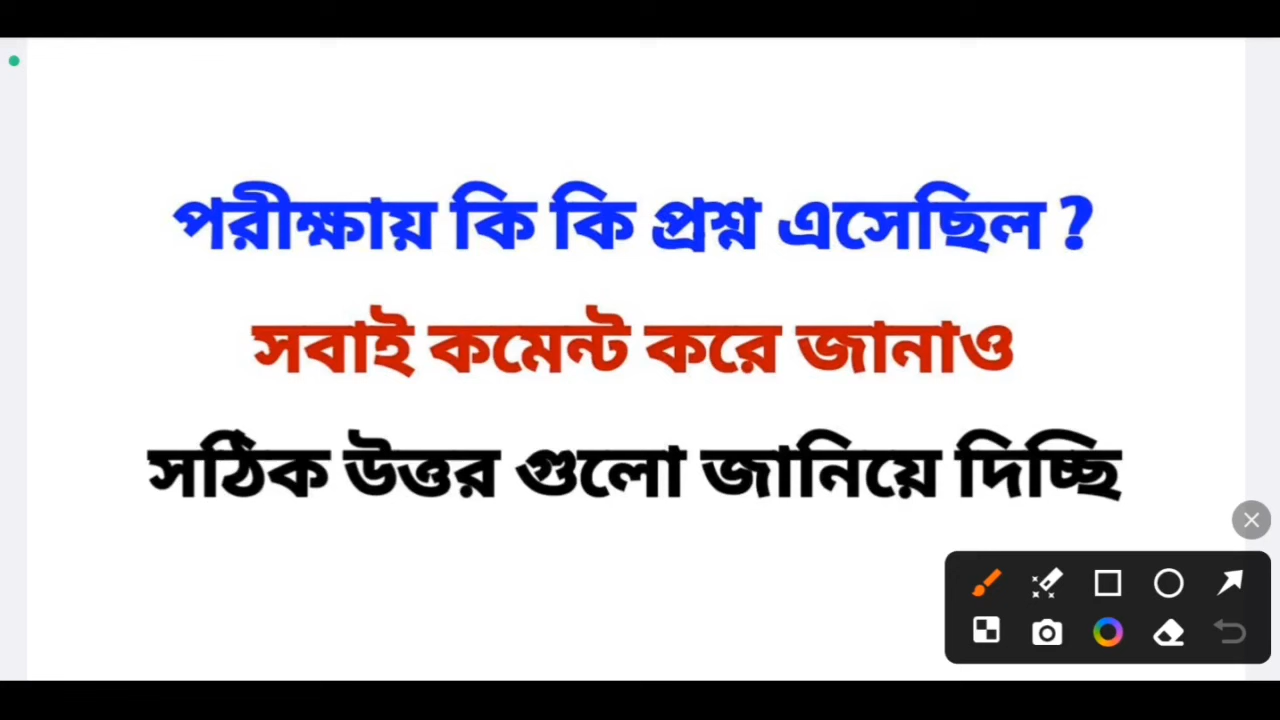 পরীক্ষায় কি কি প্রশ্ন এসেছিল ?
সবাই কমেন্ট করে জানাও
সঠিক উত্তর গুলো জানিয়ে দিচ্ছি